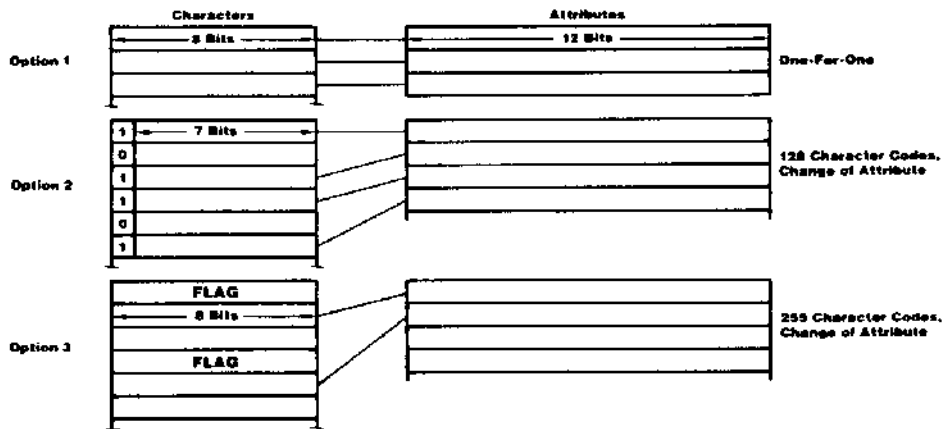 Characters
Attributes
8 Bits
12 Bits
Option 1
One-For-One
1
7 Bits
0
1
1
0
1
Option 2
128 Character Codes,
Change of Attribute
FLAG
8 Bits
FLAG
Option 3
255 Character Codes,
Change of Attribute